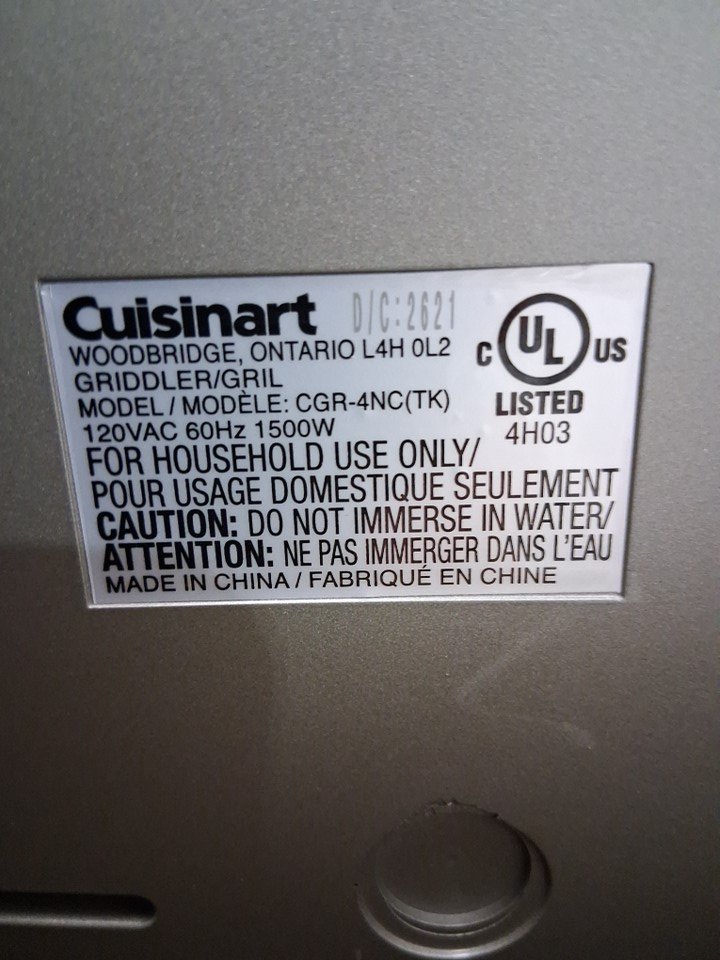 Cuisinart D/C:2621
WOODBRIDGE, ONTARIO L4H 0L2
GRIDDLER/GRIL
MODEL / MODÈLE: CGR-4NC(TK)
120VAC 60Hz 1500W
C UL US
LISTED
4H03
FOR HOUSEHOLD USE ONLY/
POUR USAGE DOMESTIQUE SEULEMENT
CAUTION: DO NOT IMMERSE IN WATER/
ATTENTION: NE PAS IMMERGER DANS L'EAU
MADE IN CHINA / FABRIQUÉ EN CHINE